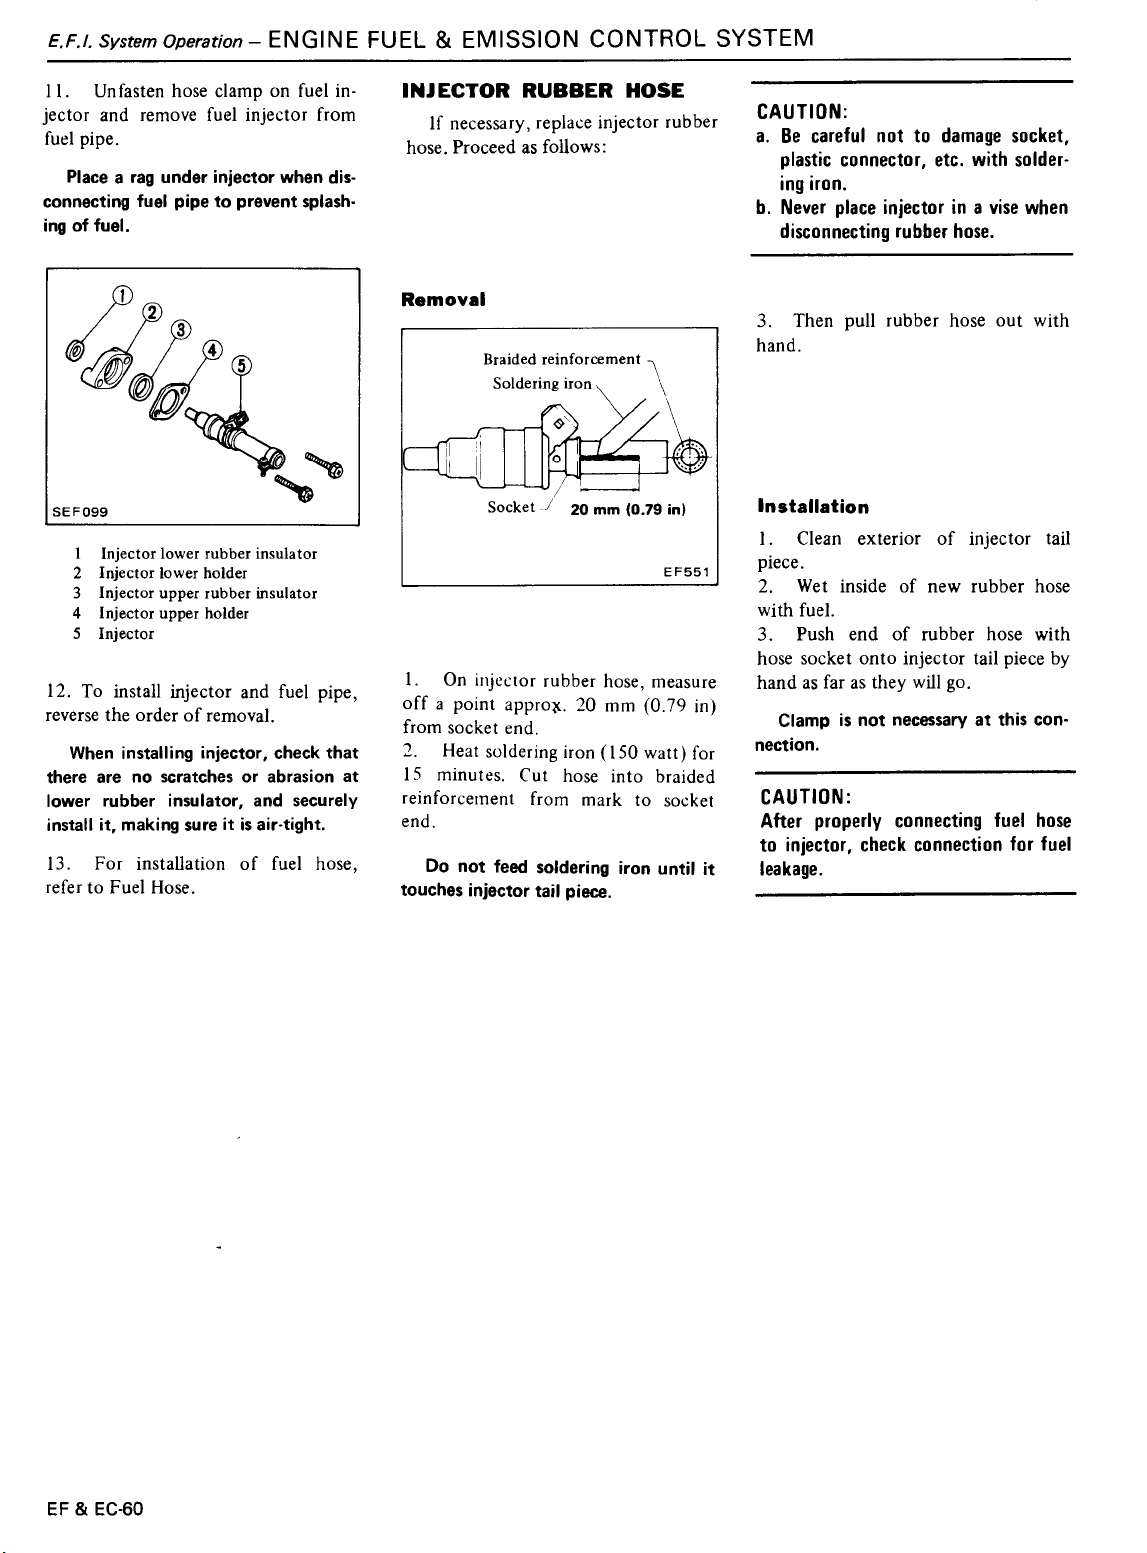 E.F.I. System Operation – ENGINE FUEL & EMISSION CONTROL SYSTEM
11. Unfasten hose clamp on fuel in-
jector and remove fuel injector from
fuel pipe.
Place a rag under injector when dis-
connecting fuel pipe to prevent splash-
ing of fuel.
1
2
3
4
5
SEF099
1 Injector lower rubber insulator
2 Injector lower holder
3 Injector upper rubber insulator
4 Injector upper holder
5 Injector
12. To install injector and fuel pipe,
reverse the order of removal.
When installing injector, check that
there are no scratches or abrasion at
lower rubber insulator, and securely
install it, making sure it is air-tight.
13. For installation of fuel hose,
refer to Fuel Hose.
INJECTOR RUBBER HOSE
If necessary, replace injector rubber
hose. Proceed as follows:
Removal
Braided reinforcement
Soldering iron
Socket
20 mm (0.79 in)
EF551
1. On injector rubber hose, measure
off a point approx. 20 mm (0.79 in)
from socket end.
2. Heat soldering iron (150 watt) for
15 minutes. Cut hose into braided
reinforcement from mark to socket
end.
Do not feed soldering iron until it
touches injector tail piece.
CAUTION:
a. Be careful not to damage socket,
plastic connector, etc. with solder-
ing iron.
b. Never place injector in a vise when
disconnecting rubber hose.
3. Then pull rubber hose out with
hand.
Installation
1. Clean exterior of injector tail
piece.
2. Wet inside of new rubber hose
with fuel.
3. Push end of rubber hose with
hose socket onto injector tail piece by
hand as far as they will go.
Clamp is not necessary at this con-
nection.
CAUTION:
After properly connecting fuel hose
to injector, check connection for fuel
leakage.
EF & EC-60